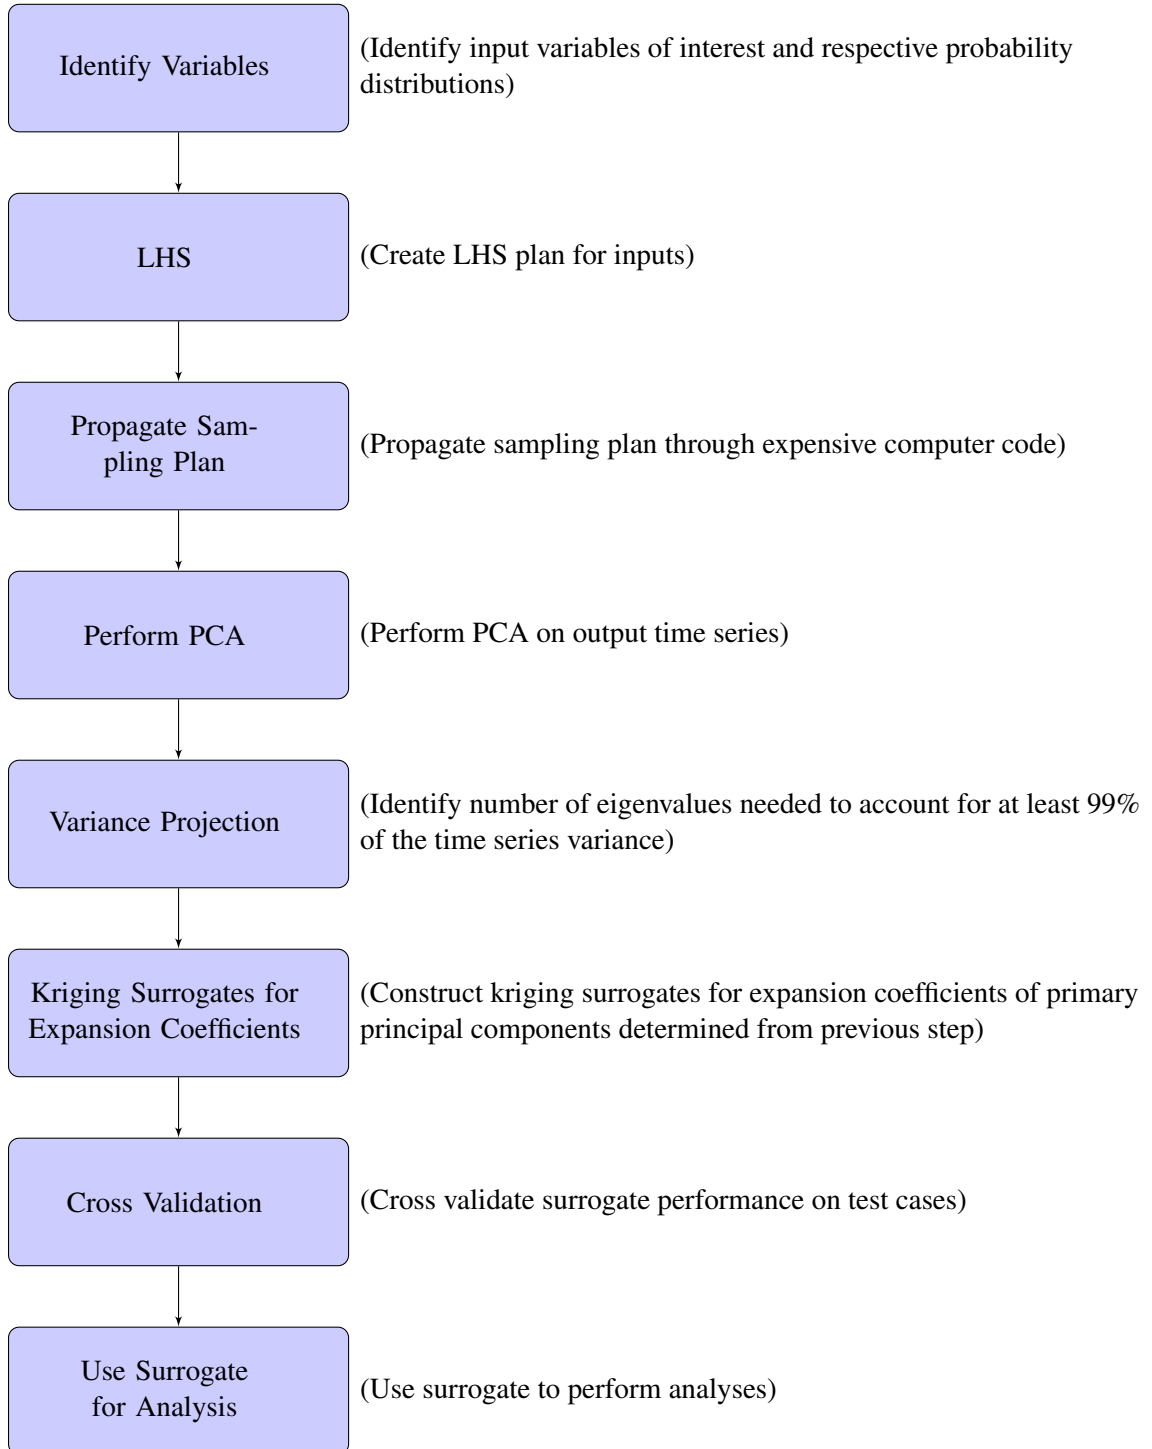 Identify Variables
(Identify input variables of interest and respective probability
distributions)
LHS
(Create LHS plan for inputs)
Propagate Sam-
pling Plan
(Propagate sampling plan through expensive computer code)
Perform PCA
(Perform PCA on output time series)
Variance Projection
(Identify number of eigenvalues needed to account for at least 99%
of the time series variance)
Kriging Surrogates for
Expansion Coefficients
(Construct kriging surrogates for expansion coefficients of primary
principal components determined from previous step)
Cross Validation
(Cross validate surrogate performance on test cases)
Use Surrogate
for Analysis
(Use surrogate to perform analyses)